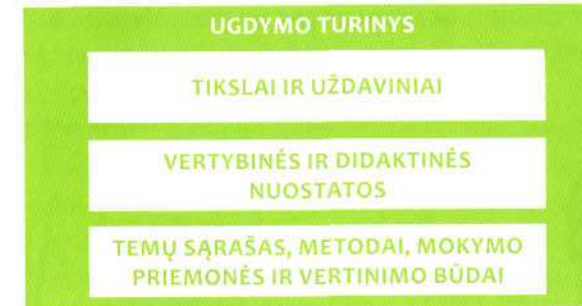 UGDYMO TURINYS
TIKSLAI IR UŽDAVINIAI
VERTYBINĖS IR DIDAKTINĖS
NUOSTATOS
TEMŲ SĄRAŠAS, METODAI, MOKYMO
PRIEMONĖS IR VERTINIMO BŪDAI